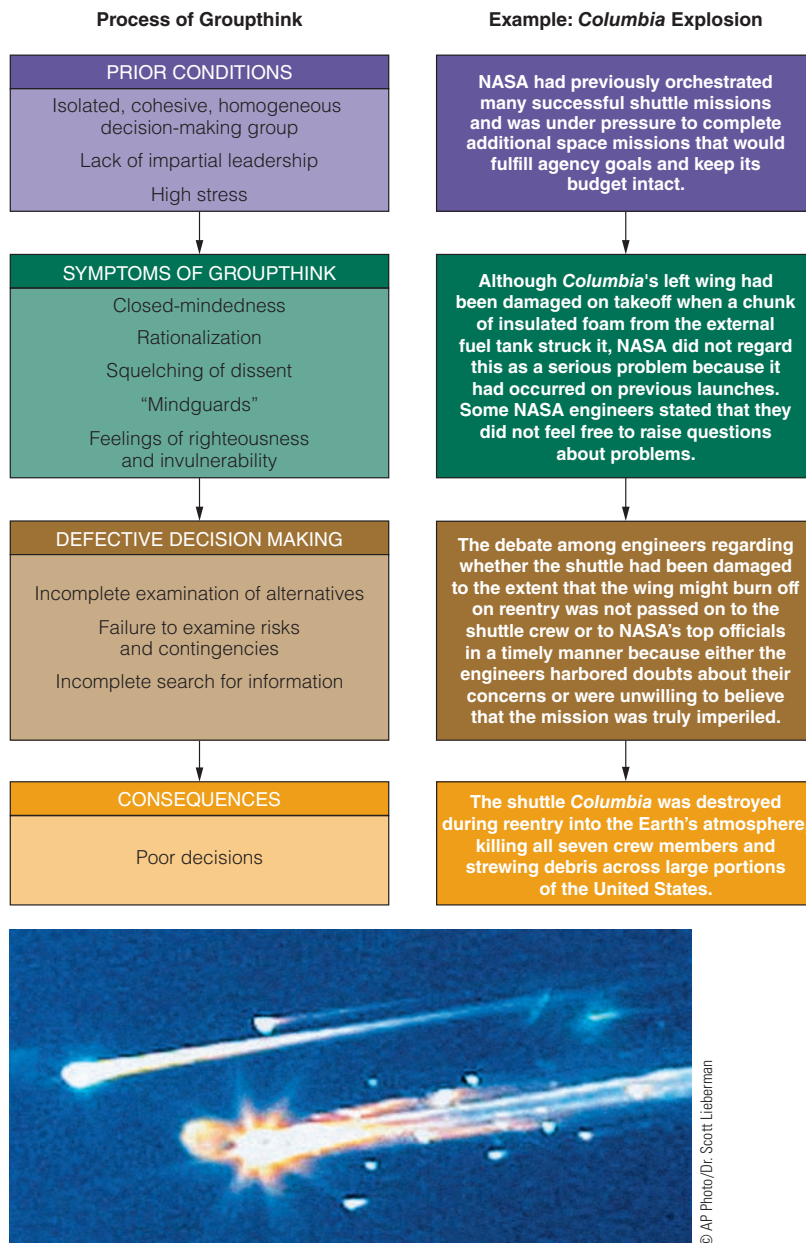 Process of Groupthink
Example: Columbia Explosion
PRIOR CONDITIONS
Isolated, cohesive, homogeneous
decision-making group
Lack of impartial leadership
High stress
NASA had previously orchestrated
many successful shuttle missions
and was under pressure to complete
additional space missions that would
fulfill agency goals and keep its
budget intact.
SYMPTOMS OF GROUPTHINK
Closed-mindedness
Rationalization
Squelching of dissent
“Mindguards”
Feelings of righteousness
and invulnerability
Although Columbia's left wing had
been damaged on takeoff when a chunk
of insulated foam from the external
fuel tank struck it, NASA did not regard
this as a serious problem because it
had occurred on previous launches.
Some NASA engineers stated that they
did not feel free to raise questions
about problems.
DEFECTIVE DECISION MAKING
Incomplete examination of alternatives
Failure to examine risks
and contingencies
Incomplete search for information
The debate among engineers regarding
whether the shuttle had been damaged
to the extent that the wing might burn off
on reentry was not passed on to the
shuttle crew or to NASA’s top officials
in a timely manner because either the
engineers harbored doubts about their
concerns or were unwilling to believe
that the mission was truly imperiled.
CONSEQUENCES
Poor decisions
The shuttle Columbia was destroyed
during reentry into the Earth’s atmosphere,
killing all seven crew members and
strewing debris across large portions
of the United States.
© AP Photo/Dr. Scott Lieberman